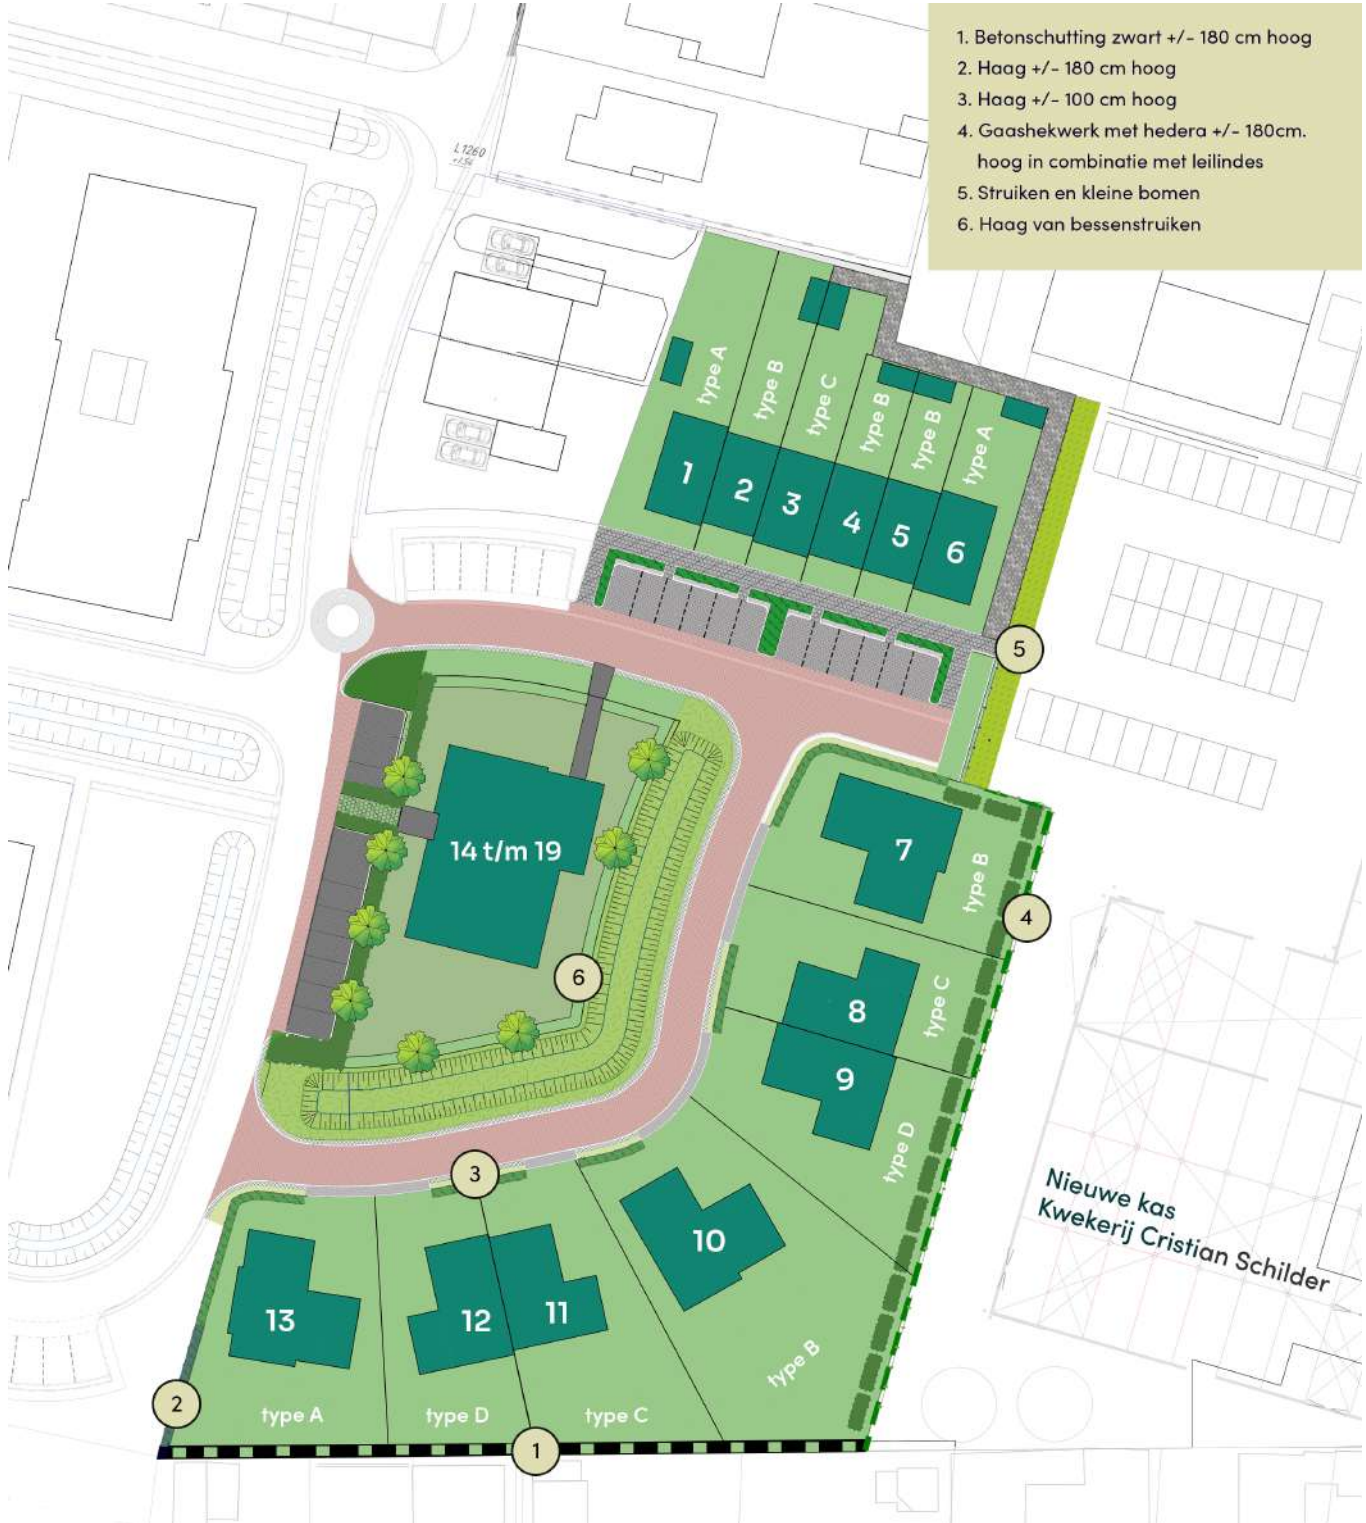 1. Betonschutting zwart +/- 180 cm hoog
2. Haag +/- 180 cm hoog
3. Haag +/- 100 cm hoog
4. Gaashekwerk met hedera +/- 180cm.
hoog in combinatie met leilindes
5. Struiken en kleine bomen
6. Haag van bessenstruiken
L1260
type A
type B
type C
type B
type B
type A
1
2
3
4
5
6
5
14 t/m 19
7
type B
4
6
8
type C
9
type D
3
10
type B
Nieuwe kas
Kwekerij Cristian Schilder
13
12
11
2
type A
type D
type C
1